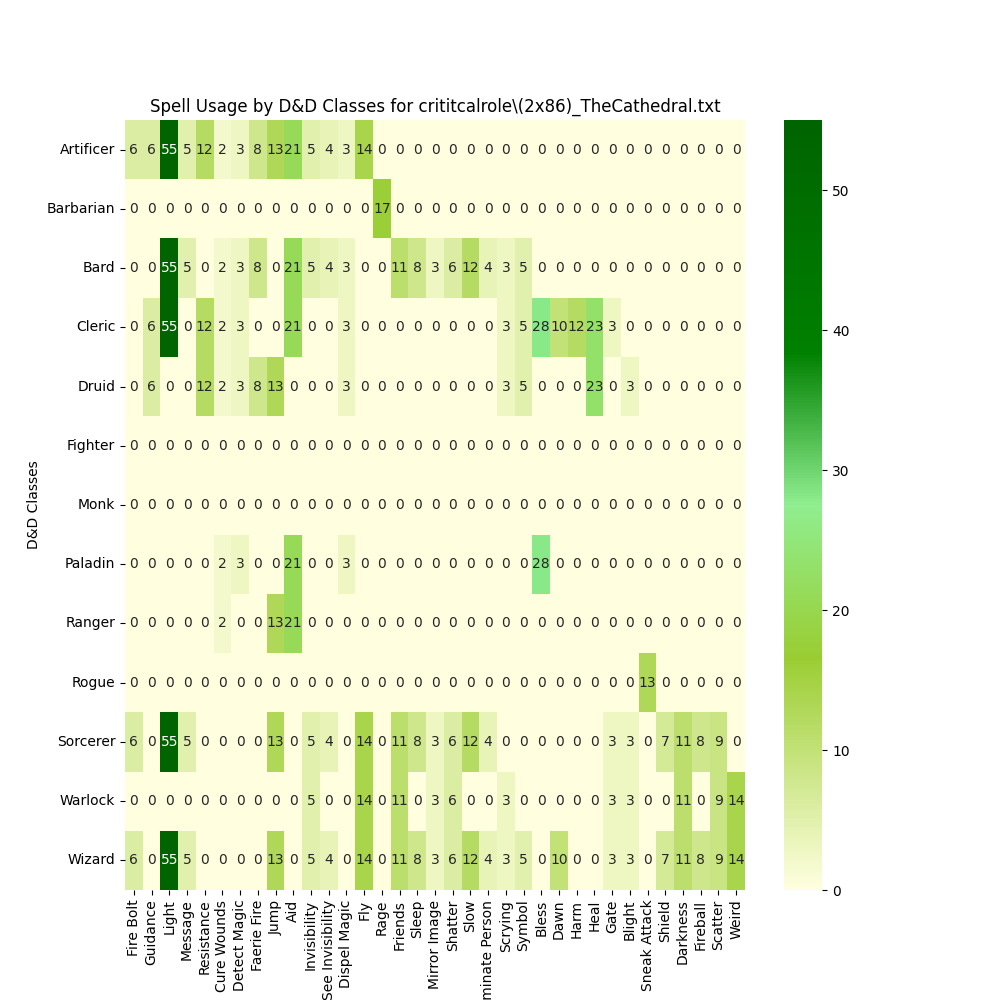 Spell Usage by D&D Classes for crititcalrole\(2x86)_TheCathedral.txt
D&D Classes
Artificer 6 6 55 5 12 2 3 8 13 21 5 4 3 14 0 0 0 0 0 0 0 0 0 0 0 0 0 0 0 0 0 0 0 0 0
Barbarian 0 0 0 0 0 0 0 0 0 0 0 0 0 0 17 0 0 0 0 0 0 0 0 0 0 0 0 0 0 0 0 0 0 0 0
Bard 0 0 55 5 0 2 3 8 0 21 5 4 3 0 0 11 8 3 6 12 4 3 5 0 0 0 0 0 0 0 0 0 0 0 0
Cleric 0 6 55 0 12 2 3 0 0 21 0 0 3 0 0 0 0 0 0 0 0 3 5 28 10 12 23 3 0 0 0 0 0 0 0
Druid 0 6 0 0 12 2 3 8 13 0 0 0 3 0 0 0 0 0 0 0 0 3 5 0 0 0 23 0 3 0 0 0 0 0 0
Fighter 0 0 0 0 0 0 0 0 0 0 0 0 0 0 0 0 0 0 0 0 0 0 0 0 0 0 0 0 0 0 0 0 0 0 0
Monk 0 0 0 0 0 0 0 0 0 0 0 0 0 0 0 0 0 0 0 0 0 0 0 0 0 0 0 0 0 0 0 0 0 0 0
Paladin 0 0 0 0 0 2 3 0 0 21 0 0 3 0 0 0 0 0 0 0 0 0 0 28 0 0 0 0 0 0 0 0 0 0 0
Ranger 0 0 0 0 0 2 0 0 13 21 0 0 0 0 0 0 0 0 0 0 0 0 0 0 0 0 0 0 0 0 0 0 0 0 0
Rogue 0 0 0 0 0 0 0 0 0 0 0 0 0 0 0 0 0 0 0 0 0 0 0 0 0 0 0 0 0 13 0 0 0 0 0
Sorcerer 6 0 55 5 0 0 0 0 13 0 5 4 0 14 0 11 8 3 6 12 4 0 0 0 0 0 0 3 3 0 7 11 8 9 0
Warlock 0 0 0 0 0 0 0 0 0 0 5 0 0 14 0 11 0 3 6 0 0 3 0 0 0 0 0 3 3 0 0 11 0 9 14
Wizard 6 0 55 5 0 0 0 0 13 0 5 4 0 14 0 11 8 3 6 12 4 3 5 0 10 0 0 3 3 0 7 11 8 9 14
Fire Bolt
Guidance
Light
Message
Resistance
Cure Wounds
Detect Magic
Faerie Fire
Jump
Aid
Invisibility
See Invisibility
Dispel Magic
Fly
Rage
Friends
Sleep
Mirror Image
Shatter
Slow
minate Person
Scrying
Symbol
Bless
Dawn
Harm
Heal
Gate
Blight
Sneak Attack
Shield
Darkness
Fireball
Scatter
Weird
50
40
30
20
10
0